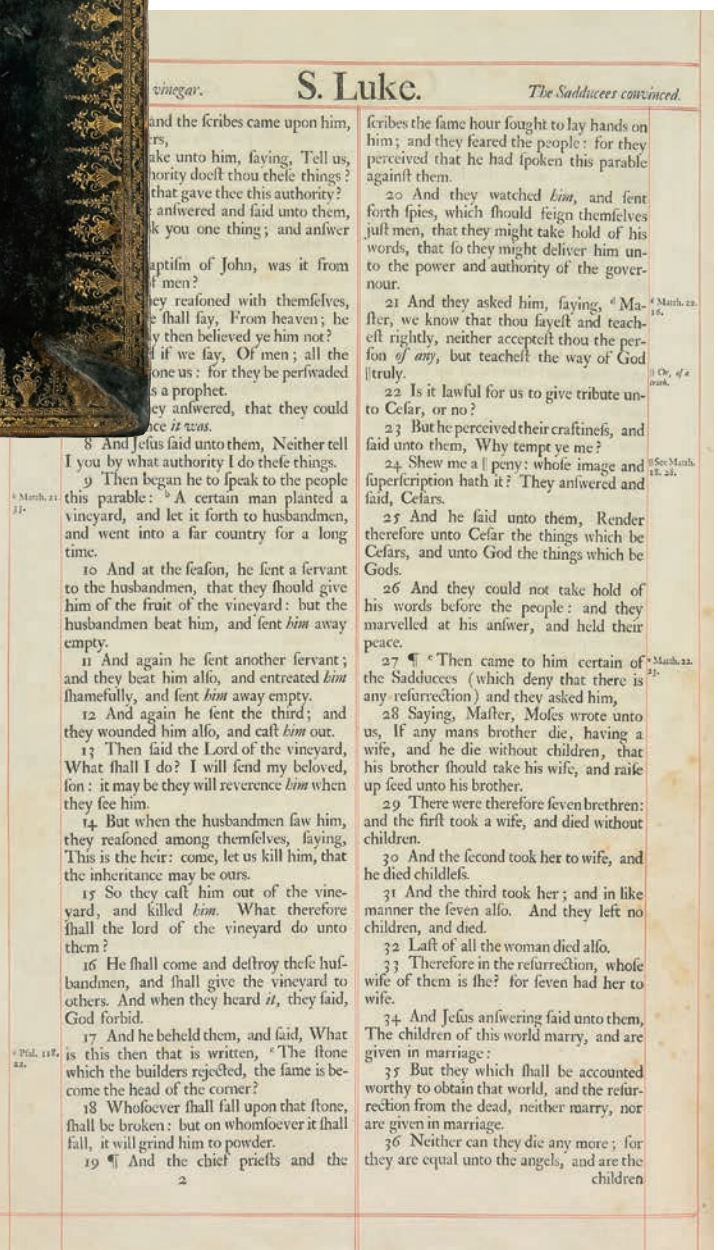 vinegar.
S. Luke.
The Sadducees convinced.
and the ſcribes came upon him,
unto him, ſaying, Tell us,
doeſt thou theſe things?
that gave thee this authority?
anſwered and ſaid unto them,
you one thing; and anſwer
of John, was it from
men?
reaſoned with themſelves,
ſhall ſay, From heaven; he
then believed ye him not?
if we ſay, Of men; all the
us: for they be perſwaded
a prophet.
anſwered, that they could
it was.
8 And Jeſus ſaid unto them, Neither tell
I you by what authority I do theſe things.
9 Then began he to ſpeak to the people
b Matth. 21. 33.
this parable: b A certain man planted a
vineyard, and let it forth to husbandmen,
and went into a far country for a long
time.
10 And at the ſeaſon, he ſent a ſervant
to the husbandmen, that they ſhould give
him of the fruit of the vineyard: but the
husbandmen beat him, and ſent him away
empty.
11 And again he ſent another ſervant;
and they beat him alſo, and entreated him
ſhamefully, and ſent him away empty.
12 And again he ſent the third; and
they wounded him alſo, and caſt him out.
13 Then ſaid the Lord of the vineyard,
What ſhall I do? I will ſend my beloved,
ſon: it may be they will reverence him when
they ſee him.
14 But when the husbandmen ſaw him,
they reaſoned among themſelves, ſaying,
This is the heir: come, let us kill him, that
the inheritance may be ours.
15 So they caſt him out of the vine-
yard, and killed him. What therefore
ſhall the lord of the vineyard do unto
them?
16 He ſhall come and deſtroy theſe huſ-
bandmen, and ſhall give the vineyard to
others. And when they heard it, they ſaid,
God forbid.
17 And he beheld them, and ſaid, What
c Pſal. 118. 22.
is this then that is written, c The ſtone
which the builders rejected, the ſame is be-
come the head of the corner?
18 Whoſoever ſhall fall upon that ſtone,
ſhall be broken: but on whomſoever it ſhall
fall, it will grind him to powder.
19 ¶ And the chief prieſts and the
2
ſcribes the ſame hour ſought to lay hands on
him; and they feared the people: for they
perceived that he had ſpoken this parable
againſt them.
20 And they watched him, and ſent
forth ſpies, which ſhould feign themſelves
juſt men, that they might take hold of his
words, that ſo they might deliver him un-
to the power and authority of the gover-
nour.
21 And they asked him, ſaying, d Ma-
d Matth. 22. 16.
ſter, we know that thou ſayeſt and teach-
eſt rightly, neither accepteſt thou the per-
ſon of any, but teacheſt the way of God
‖truly.
‖ Or, of a truth.
22 Is it lawful for us to give tribute un-
to Ceſar, or no?
23 But he perceived their craftineſs, and
ſaid unto them, Why tempt ye me?
24 Shew me a ‖ peny: whoſe image and
‖ See Matth. 18. 28.
ſuperſcription hath it? They anſwered and
ſaid, Ceſars.
25 And he ſaid unto them, Render
therefore unto Ceſar the things which be
Ceſars, and unto God the things which be
Gods.
26 And they could not take hold of
his words before the people: and they
marvelled at his anſwer, and held their
peace.
27 ¶ e Then came to him certain of
e Matth. 22. 23.
the Sadducees (which deny that there is
any reſurrection) and they asked him,
28 Saying, Maſter, Moſes wrote unto
us, If any mans brother die, having a
wife, and he die without children, that
his brother ſhould take his wife, and raiſe
up ſeed unto his brother.
29 There were therefore ſeven brethren:
and the firſt took a wife, and died without
children.
30 And the ſecond took her to wife, and
he died childleſs.
31 And the third took her; and in like
manner the ſeven alſo. And they left no
children, and died.
32 Laſt of all the woman died alſo.
33 Therefore in the reſurrection, whoſe
wife of them is ſhe? for ſeven had her to
wife.
34 And Jeſus anſwering ſaid unto them,
The children of this world marry, and are
given in marriage:
35 But they which ſhall be accounted
worthy to obtain that world, and the reſur-
rection from the dead, neither marry, nor
are given in marriage.
36 Neither can they die any more; for
they are equal unto the angels, and are the
children